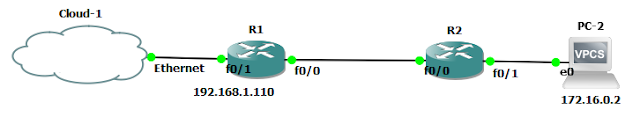 Cloud-1
R1
R2
PC-2
Ethernet
f0/1
f0/0
f0/0
f0/1
e0
VPCS
192.168.1.110
172.16.0.2